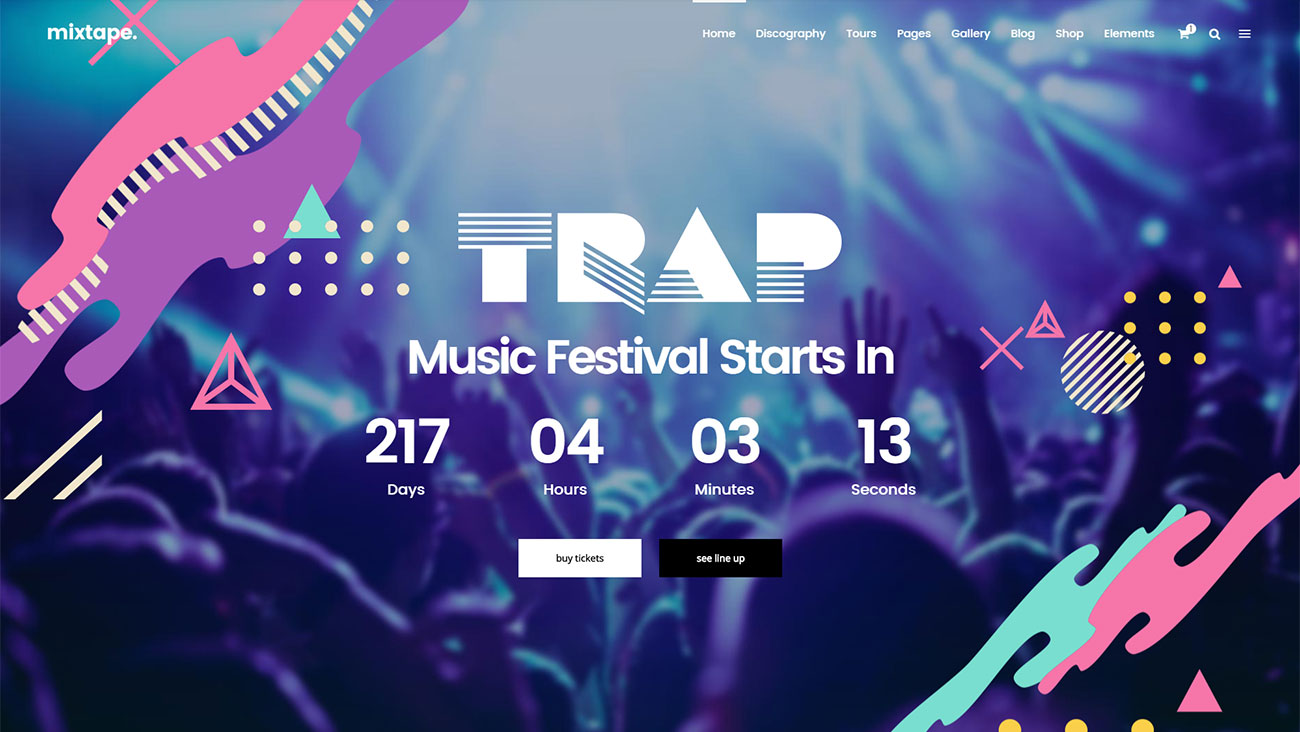 mixtape.
Home Discography Tours Pages Gallery Blog Shop Elements 1
TRAP
Music Festival Starts In
217 04 03 13
Days Hours Minutes Seconds
buy tickets see line up